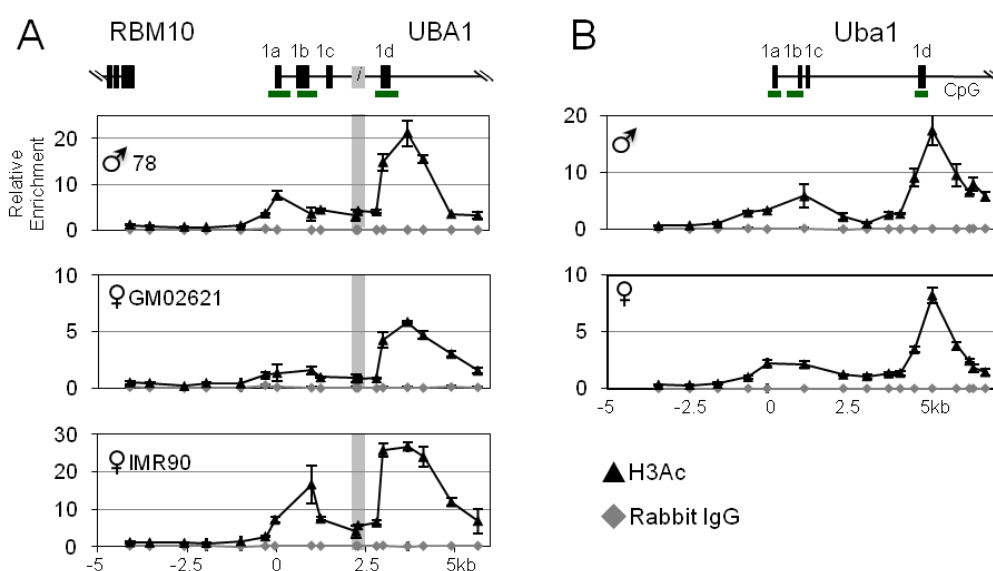 A
RBM10
UBA1
1a 1b 1c 1d
i
Relative
Enrichment
20
10
0
♂ 78
10
5
0
♀ GM02621
30
20
10
0
♀ IMR90
-5 -2.5 0 2.5 5kb
B
Uba1
1a 1b 1c 1d
CpG
20
10
0
♂
10
5
0
♀
-5 -2.5 0 2.5 5kb
H3Ac
Rabbit IgG